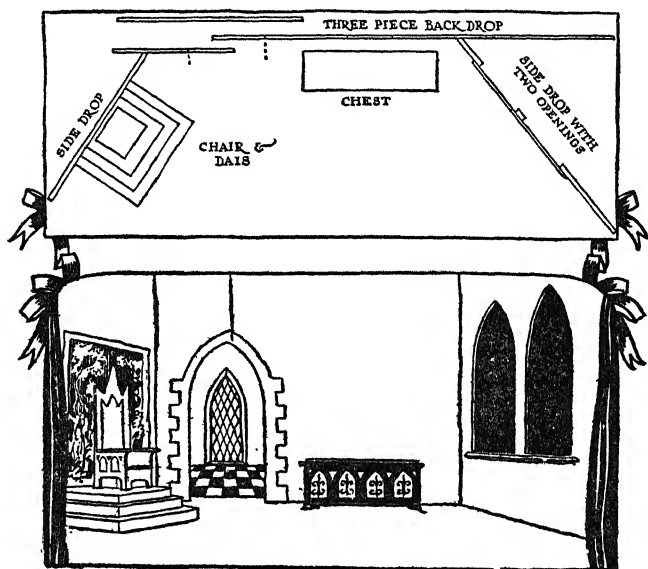 THREE PIECE BACK DROP
SIDE DROP
CHAIR &
DAIS
CHEST
SIDE DROP WITH
TWO OPENINGS